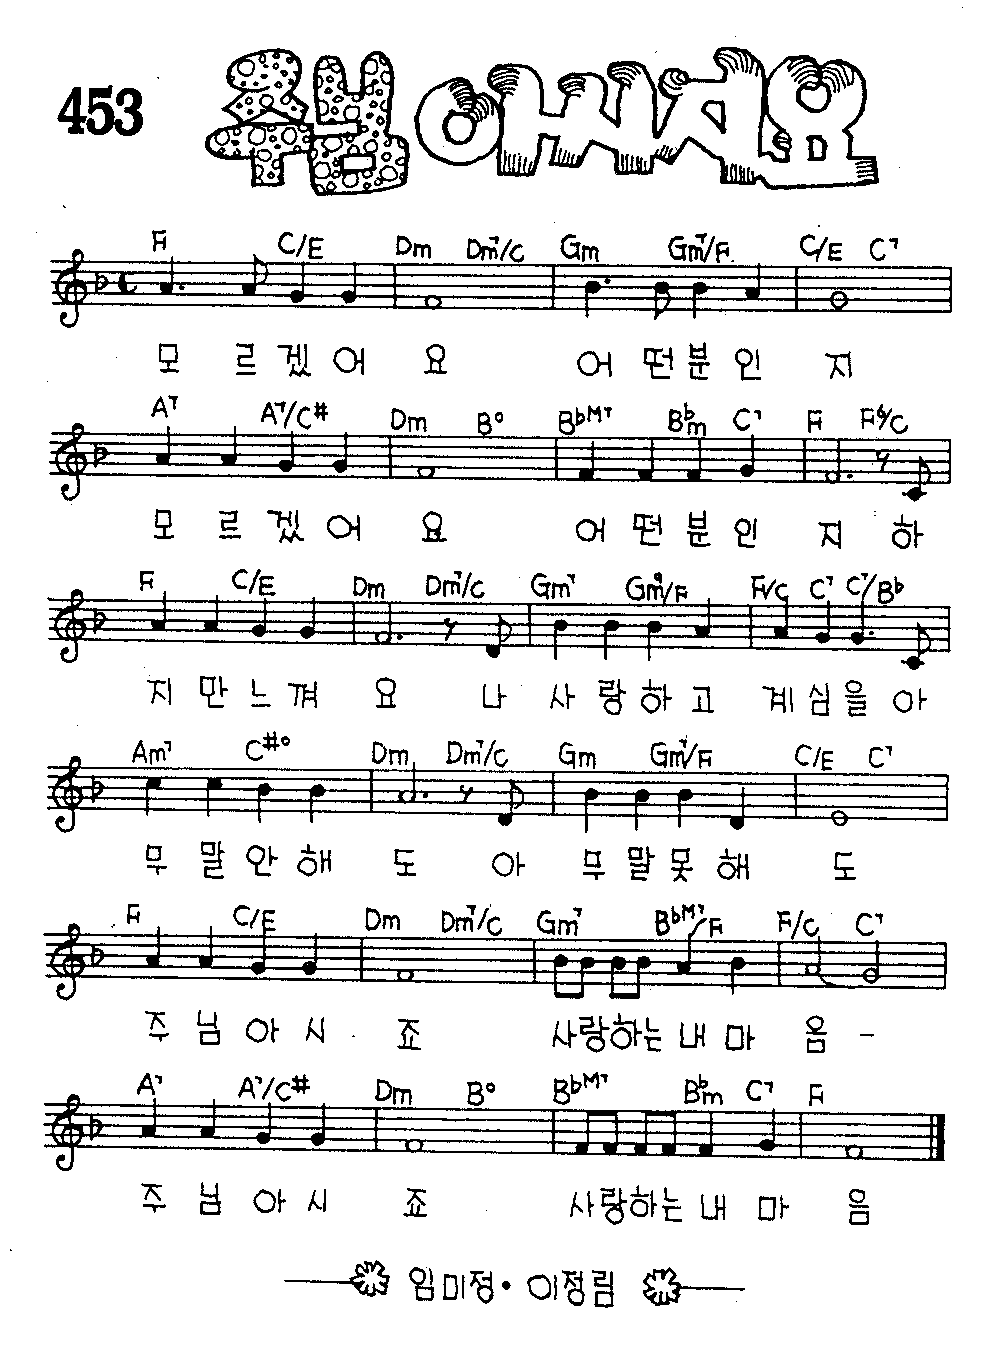 453 주님 아시지요
F C/E Dm Dm7/C Gm Gm7/F C/E C7
모 르 겠 어 요 어 떤 분 인 지
A7 A7/C# Dm B° B♭M7 B♭m C7 F F/C
모 르 겠 어 요 어 떤 분 인 지 하
F C/E Dm Dm7/C Gm7 Gm/F F/C C7 C7/B♭
지 만 느 껴 요 나 사 랑 하 고 계 심 을 아
Am7 C#° Dm Dm7/C Gm Gm7/F C/E C7
무 말 안 해 도 아 무 말 못 해 도
F C/E Dm Dm7/C Gm7 B♭M7/F F/C C7
주 님 아 시 죠 사 랑 하 는 내 마 음 -
A7 A7/C# Dm B° B♭M7 B♭m C7 F
주 님 아 시 죠 사 랑 하 는 내 마 음
임미정 · 이정림